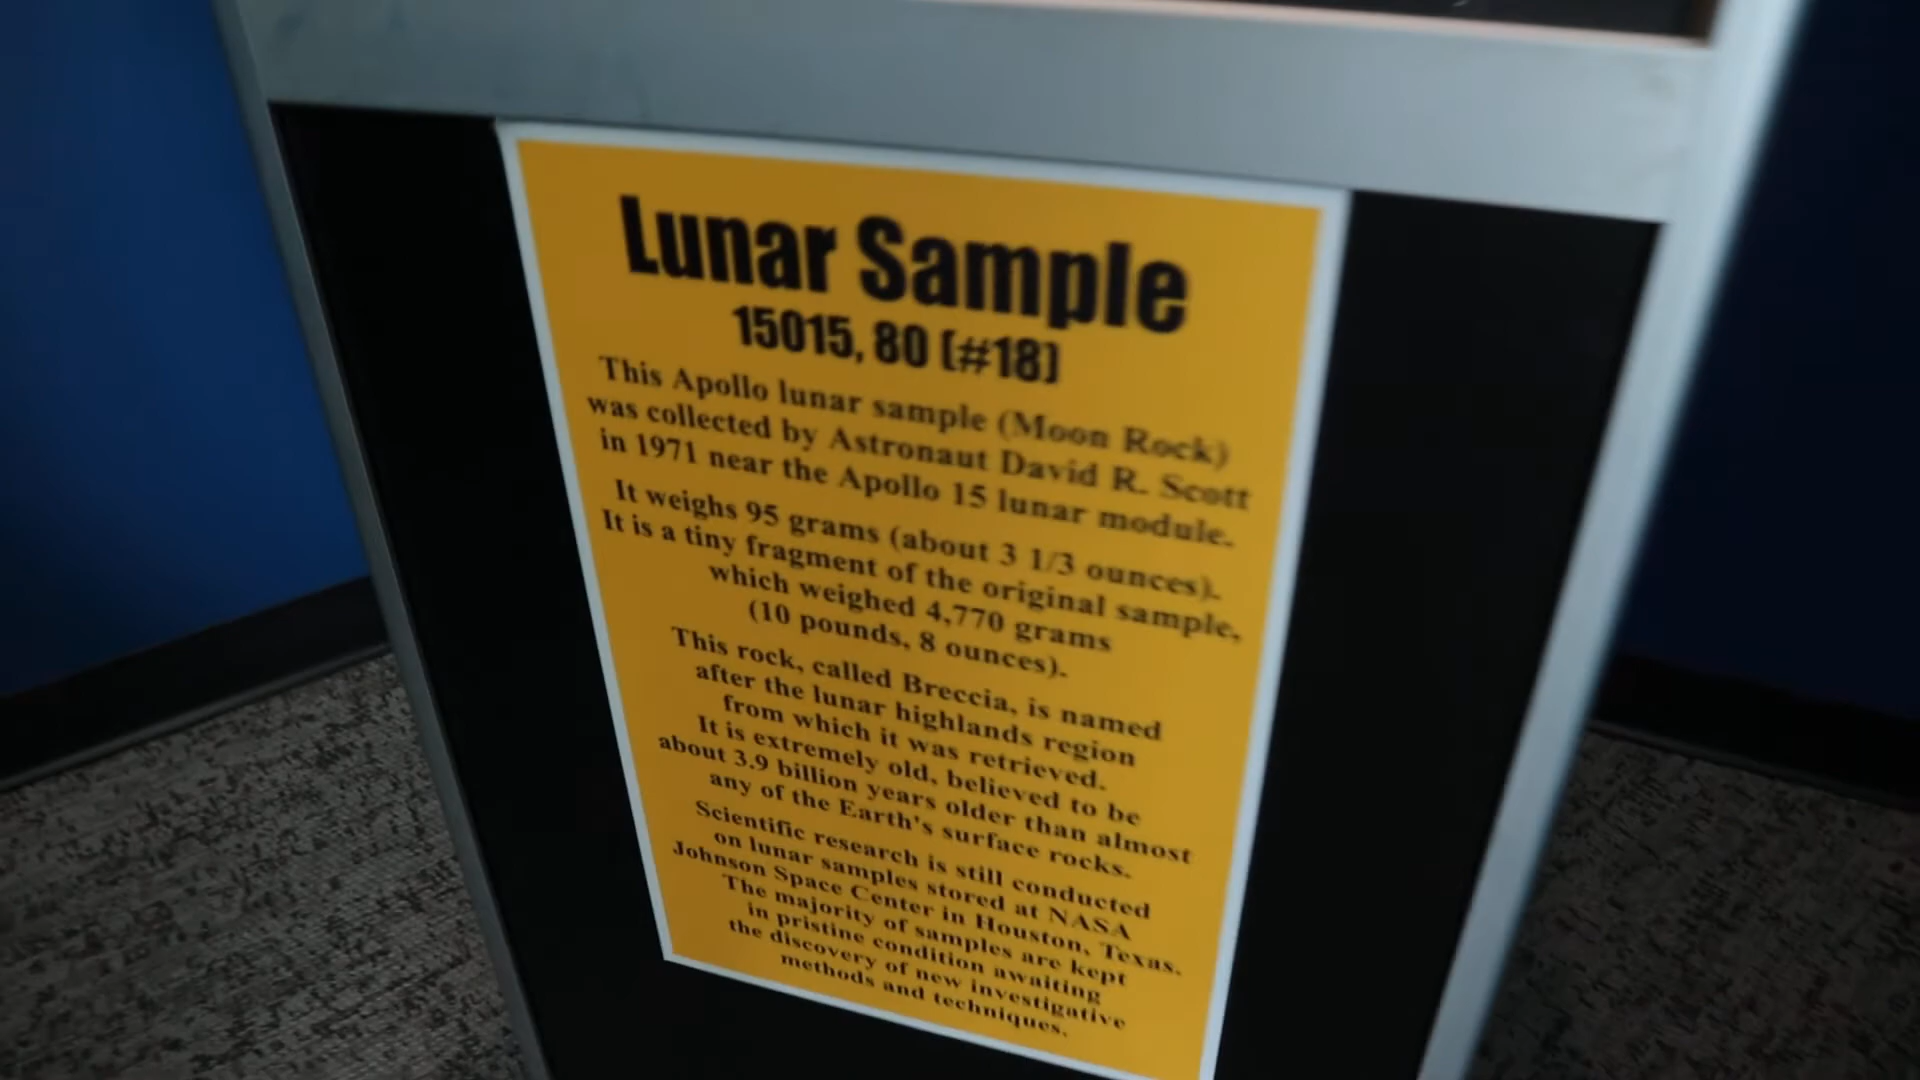 Lunar Sample
15015, 80 (#18)
This Apollo lunar sample (Moon Rock)
was collected by Astronaut David R. Scott
in 1971 near the Apollo 15 lunar module.
It weighs 95 grams (about 3 1/3 ounces).
It is a tiny fragment of the original sample,
which weighed 4,770 grams
(10 pounds, 8 ounces).
This rock, called Breccia, is named
after the lunar highlands region
from which it was retrieved.
It is extremely old, believed to be
about 3.9 billion years older than almost
any of the Earth's surface rocks.
Scientific research is still conducted
on lunar samples stored at NASA
Johnson Space Center in Houston, Texas.
The majority of samples are kept
in pristine condition awaiting
the discovery of new investigative
methods and techniques.